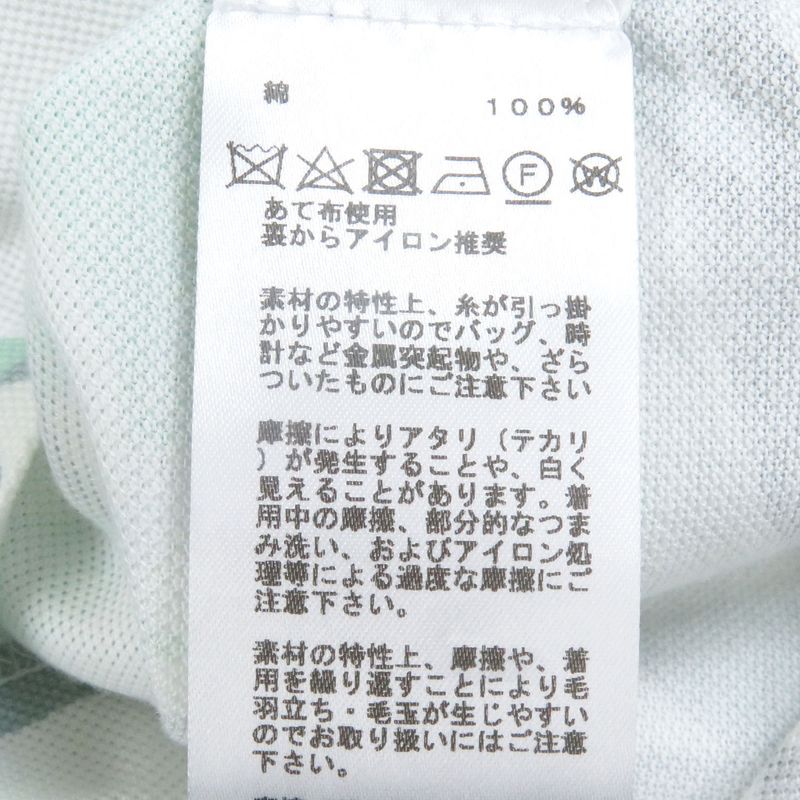 綿 100%
F W
あて布使用
裏からアイロン推奨
素材の特性上、糸が引っ掛
かりやすいのでバッグ、時
計など金属突起物や、ざら
ついたものにご注意下さい
摩擦によりアタリ（テカリ
）が発生することや、白く
見えることがあります。着
用中の摩擦、部分的なつま
み洗い、およびアイロン処
理等による過度な摩擦にご
注意下さい。
素材の特性上、摩擦や、着
用を繰り返すことにより毛
羽立ち・毛玉が生じやすい
のでお取り扱いにはご注意
下さい。